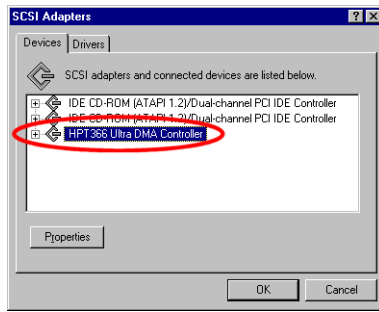 SCSI Adapters
Devices
Drivers
SCSI adapters and connected devices are listed below.
IDE CD-ROM (ATAPI 1.2)/Dual-channel PCI IDE Controller
IDE CD-ROM (ATAPI 1.2)/Dual-channel PCI IDE Controller
HPT366 Ultra DMA Controller
Properties
OK
Cancel